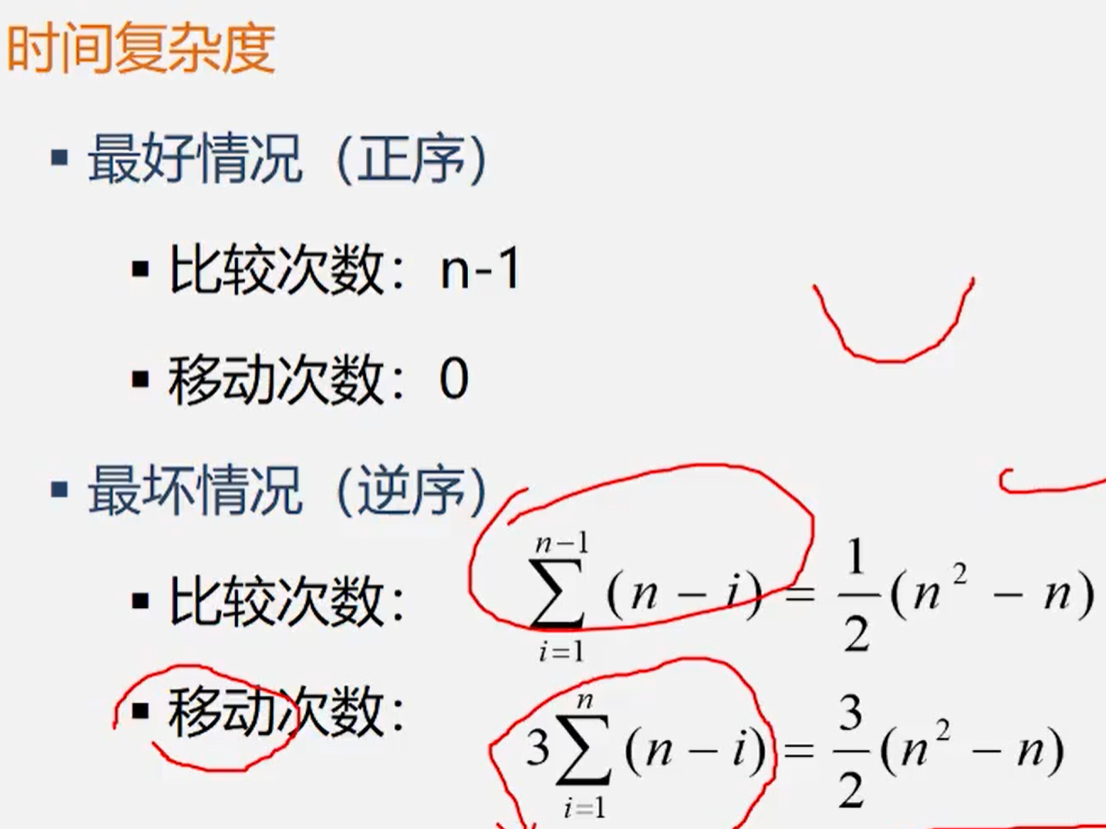 时间复杂度
▪ 最好情况（正序）
▪ 比较次数：n-1
▪ 移动次数：0
▪ 最坏情况（逆序）
▪ 比较次数： \sum_{i=1}^{n-1} (n-i) = \frac{1}{2}(n^2-n)
▪ 移动次数： 3\sum_{i=1}^{n} (n-i) = \frac{3}{2}(n^2-n)